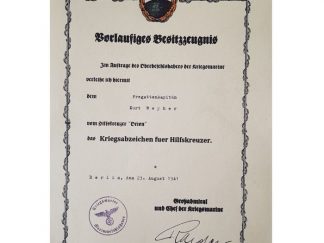 Vorläufiges Besitzzeugnis
Im Auftrage des Oberbefehlshabers der Kriegsmarine
verleihe ich hiermit
dem Fregattenkapitän
Kurt Weyher
vom Hilfskreuzer "Orion"
das Kriegsabzeichen fuer Hilfskreuzer.
Berlin, den 23. August 1941
Großadmiral
und Chef der Kriegsmarine